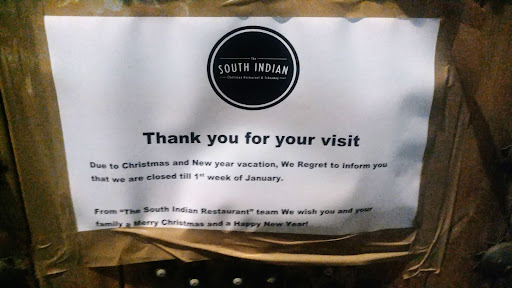 The
SOUTH INDIAN
Thank you for your visit
Due to Christmas and New year vacation, We Regret to inform you
that we are closed till 1st week of January.
From "The South Indian Restaurant" team We wish you and your
family a Merry Christmas and a Happy New Year!